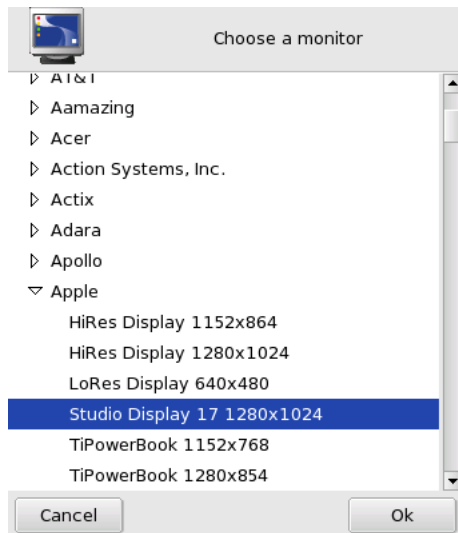 Choose a monitor
AT&T
Aamazing
Acer
Action Systems, Inc.
Actix
Adara
Apollo
Apple
HiRes Display 1152x864
HiRes Display 1280x1024
LoRes Display 640x480
Studio Display 17 1280x1024
TiPowerBook 1152x768
TiPowerBook 1280x854
Cancel
Ok